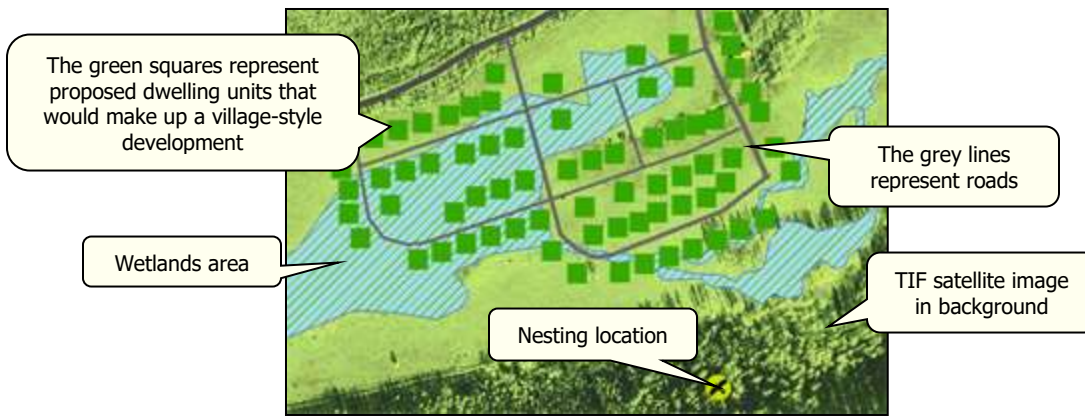 The green squares represent
proposed dwelling units that
would make up a village-style
development
The grey lines
represent roads
Wetlands area
TIF satellite image
in background
Nesting location